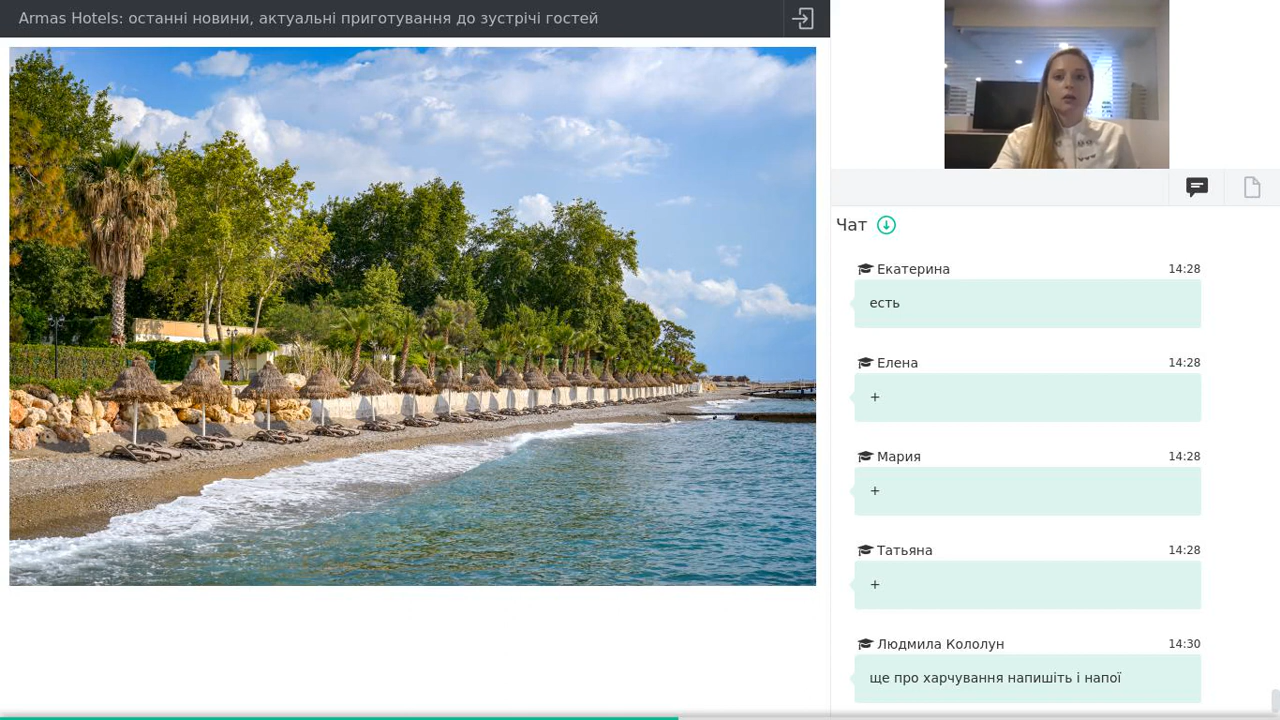 Armas Hotels: останні новини, актуальні приготування до зустрічі гостей
Чат
Екатерина 14:28
есть
Елена 14:28
+
Мария 14:28
+
Татьяна 14:28
+
Людмила Кололун 14:30
ще про харчування напишіть і напої